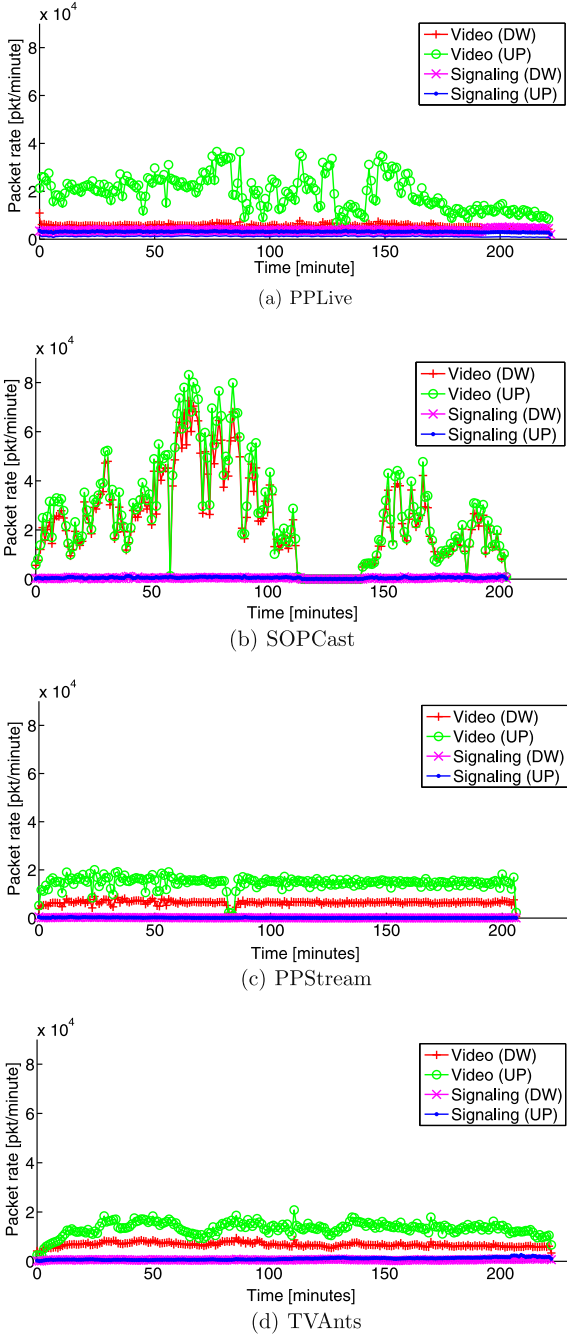 x 10^4
80
60
40
20
0
Packet rate [pkt/minute]
Video (DW)
Video (UP)
Signaling (DW)
Signaling (UP)
0 50 100 150 200
Time [minute]
(a) PPLive
x 10^4
8
6
4
2
0
Packet rate [pkt/minute]
Video (DW)
Video (UP)
Signaling (DW)
Signaling (UP)
0 50 100 150 200
Time [minutes]
(b) SOPCast
x 10^4
8
6
4
2
0
Packet rate [pkt/minute]
Video (DW)
Video (UP)
Signaling (DW)
Signaling (UP)
0 50 100 150 200
Time [minutes]
(c) PPStream
x 10^4
8
6
4
2
0
Packet rate [pkt/minute]
Video (DW)
Video (UP)
Signaling (DW)
Signaling (UP)
0 50 100 150 200
Time [minutes]
(d) TVAnts